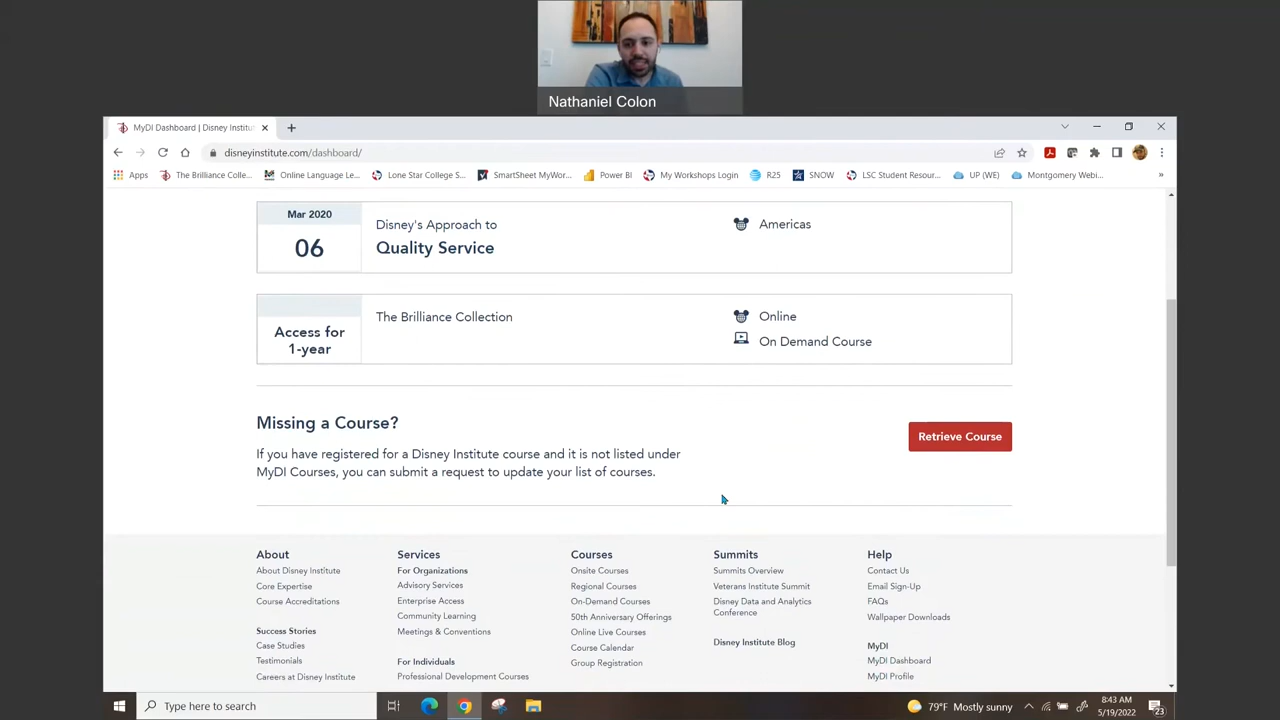 Nathaniel Colon
MyDI Dashboard | Disney Institu
disneyinstitute.com/dashboard/
Apps The Brilliance Colle... Online Language Le... Lone Star College S... SmartSheet MyWor... Power BI My Workshops Login R25 SNOW LSC Student Resour... UP (WE) Montgomery Webi... »
Mar 2020
06
Disney's Approach to
Quality Service
Americas
Access for
1-year
The Brilliance Collection
Online
On Demand Course
Missing a Course?
If you have registered for a Disney Institute course and it is not listed under
MyDI Courses, you can submit a request to update your list of courses.
Retrieve Course
About
About Disney Institute
Core Expertise
Course Accreditations
Success Stories
Case Studies
Testimonials
Careers at Disney Institute
Services
For Organizations
Advisory Services
Enterprise Access
Community Learning
Meetings & Conventions
For Individuals
Professional Development Courses
Courses
Onsite Courses
Regional Courses
On-Demand Courses
50th Anniversary Offerings
Online Live Courses
Course Calendar
Group Registration
Summits
Summits Overview
Veterans Institute Summit
Disney Data and Analytics
Conference
Disney Institute Blog
Help
Contact Us
Email Sign-Up
FAQs
Wallpaper Downloads
MyDI
MyDI Dashboard
MyDI Profile
Type here to search
79°F Mostly sunny
8:43 AM
5/19/2022
23